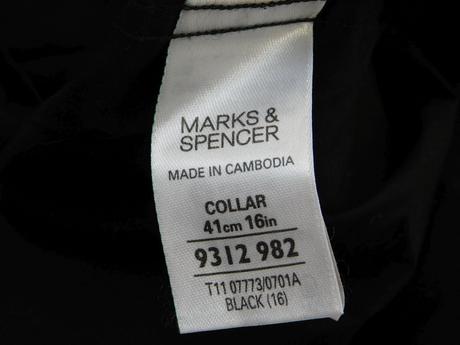 MARKS &
SPENCER
MADE IN CAMBODIA
COLLAR
41cm 16in
9312 982
T11 07773/0701A
BLACK (16)